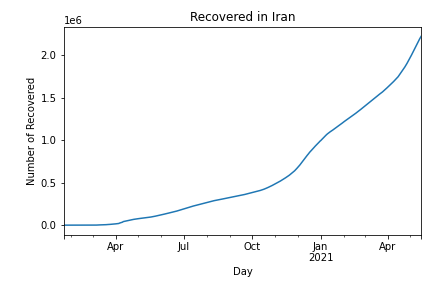 Recovered in Iran
1e6
2.0
1.5
1.0
0.5
0.0
Number of Recovered
Apr Jul Oct Jan Apr
2021
Day